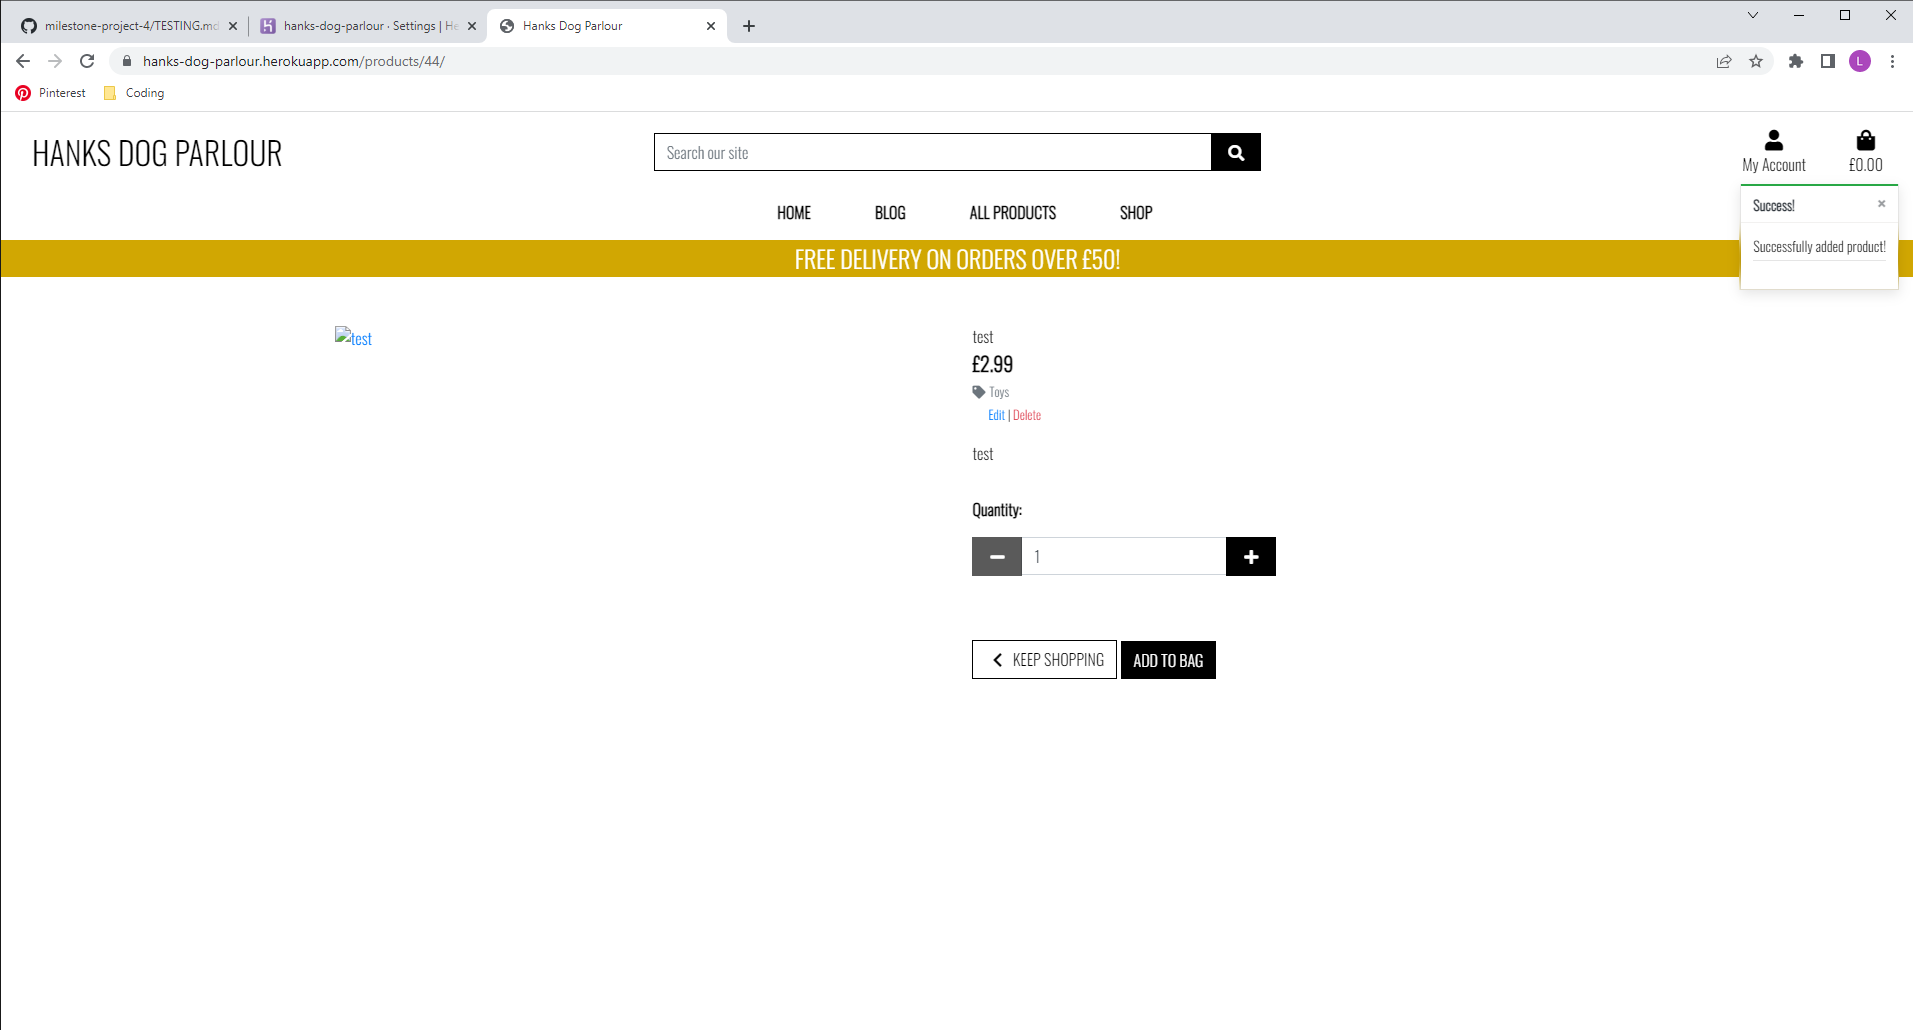 milestone-project-4/TESTING.md
hanks-dog-parlour · Settings | He
Hanks Dog Parlour
hanks-dog-parlour.herokuapp.com/products/44/
L
Pinterest
Coding
HANKS DOG PARLOUR
Search our site
My Account
£0.00
HOME
BLOG
ALL PRODUCTS
SHOP
Success!
×
Successfully added product!
FREE DELIVERY ON ORDERS OVER £50!
test
test
£2.99
Toys
Edit | Delete
test
Quantity:
1
KEEP SHOPPING
ADD TO BAG